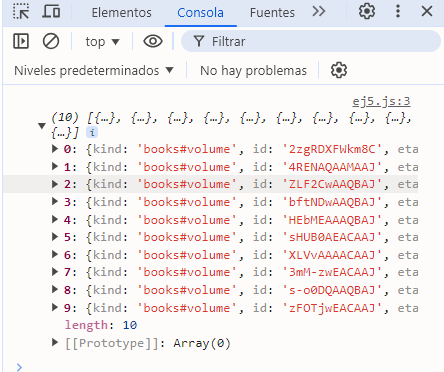 Elementos Consola Fuentes
top Filtrar
Niveles predeterminados No hay problemas
ej5.js:3
(10) [{…}, {…}, {…}, {…}, {…}, {…}, {…}, {…}, {…},
{…}] i
0: {kind: 'books#volume', id: '2zgRDXFWkm8C', eta
1: {kind: 'books#volume', id: '4RENAQAAMAAJ', eta
2: {kind: 'books#volume', id: 'ZLF2CwAAQBAJ', eta
3: {kind: 'books#volume', id: 'bftNDwAAQBAJ', eta
4: {kind: 'books#volume', id: 'HEbMEAAAQBAJ', eta
5: {kind: 'books#volume', id: 'sHUB0AEACAAJ', eta
6: {kind: 'books#volume', id: 'XLVvAAAACAAJ', eta
7: {kind: 'books#volume', id: '3mM-zwEACAAJ', eta
8: {kind: 'books#volume', id: 's-o0DQAAQBAJ', eta
9: {kind: 'books#volume', id: 'zFOTjwEACAAJ', eta
length: 10
[[Prototype]]: Array(0)